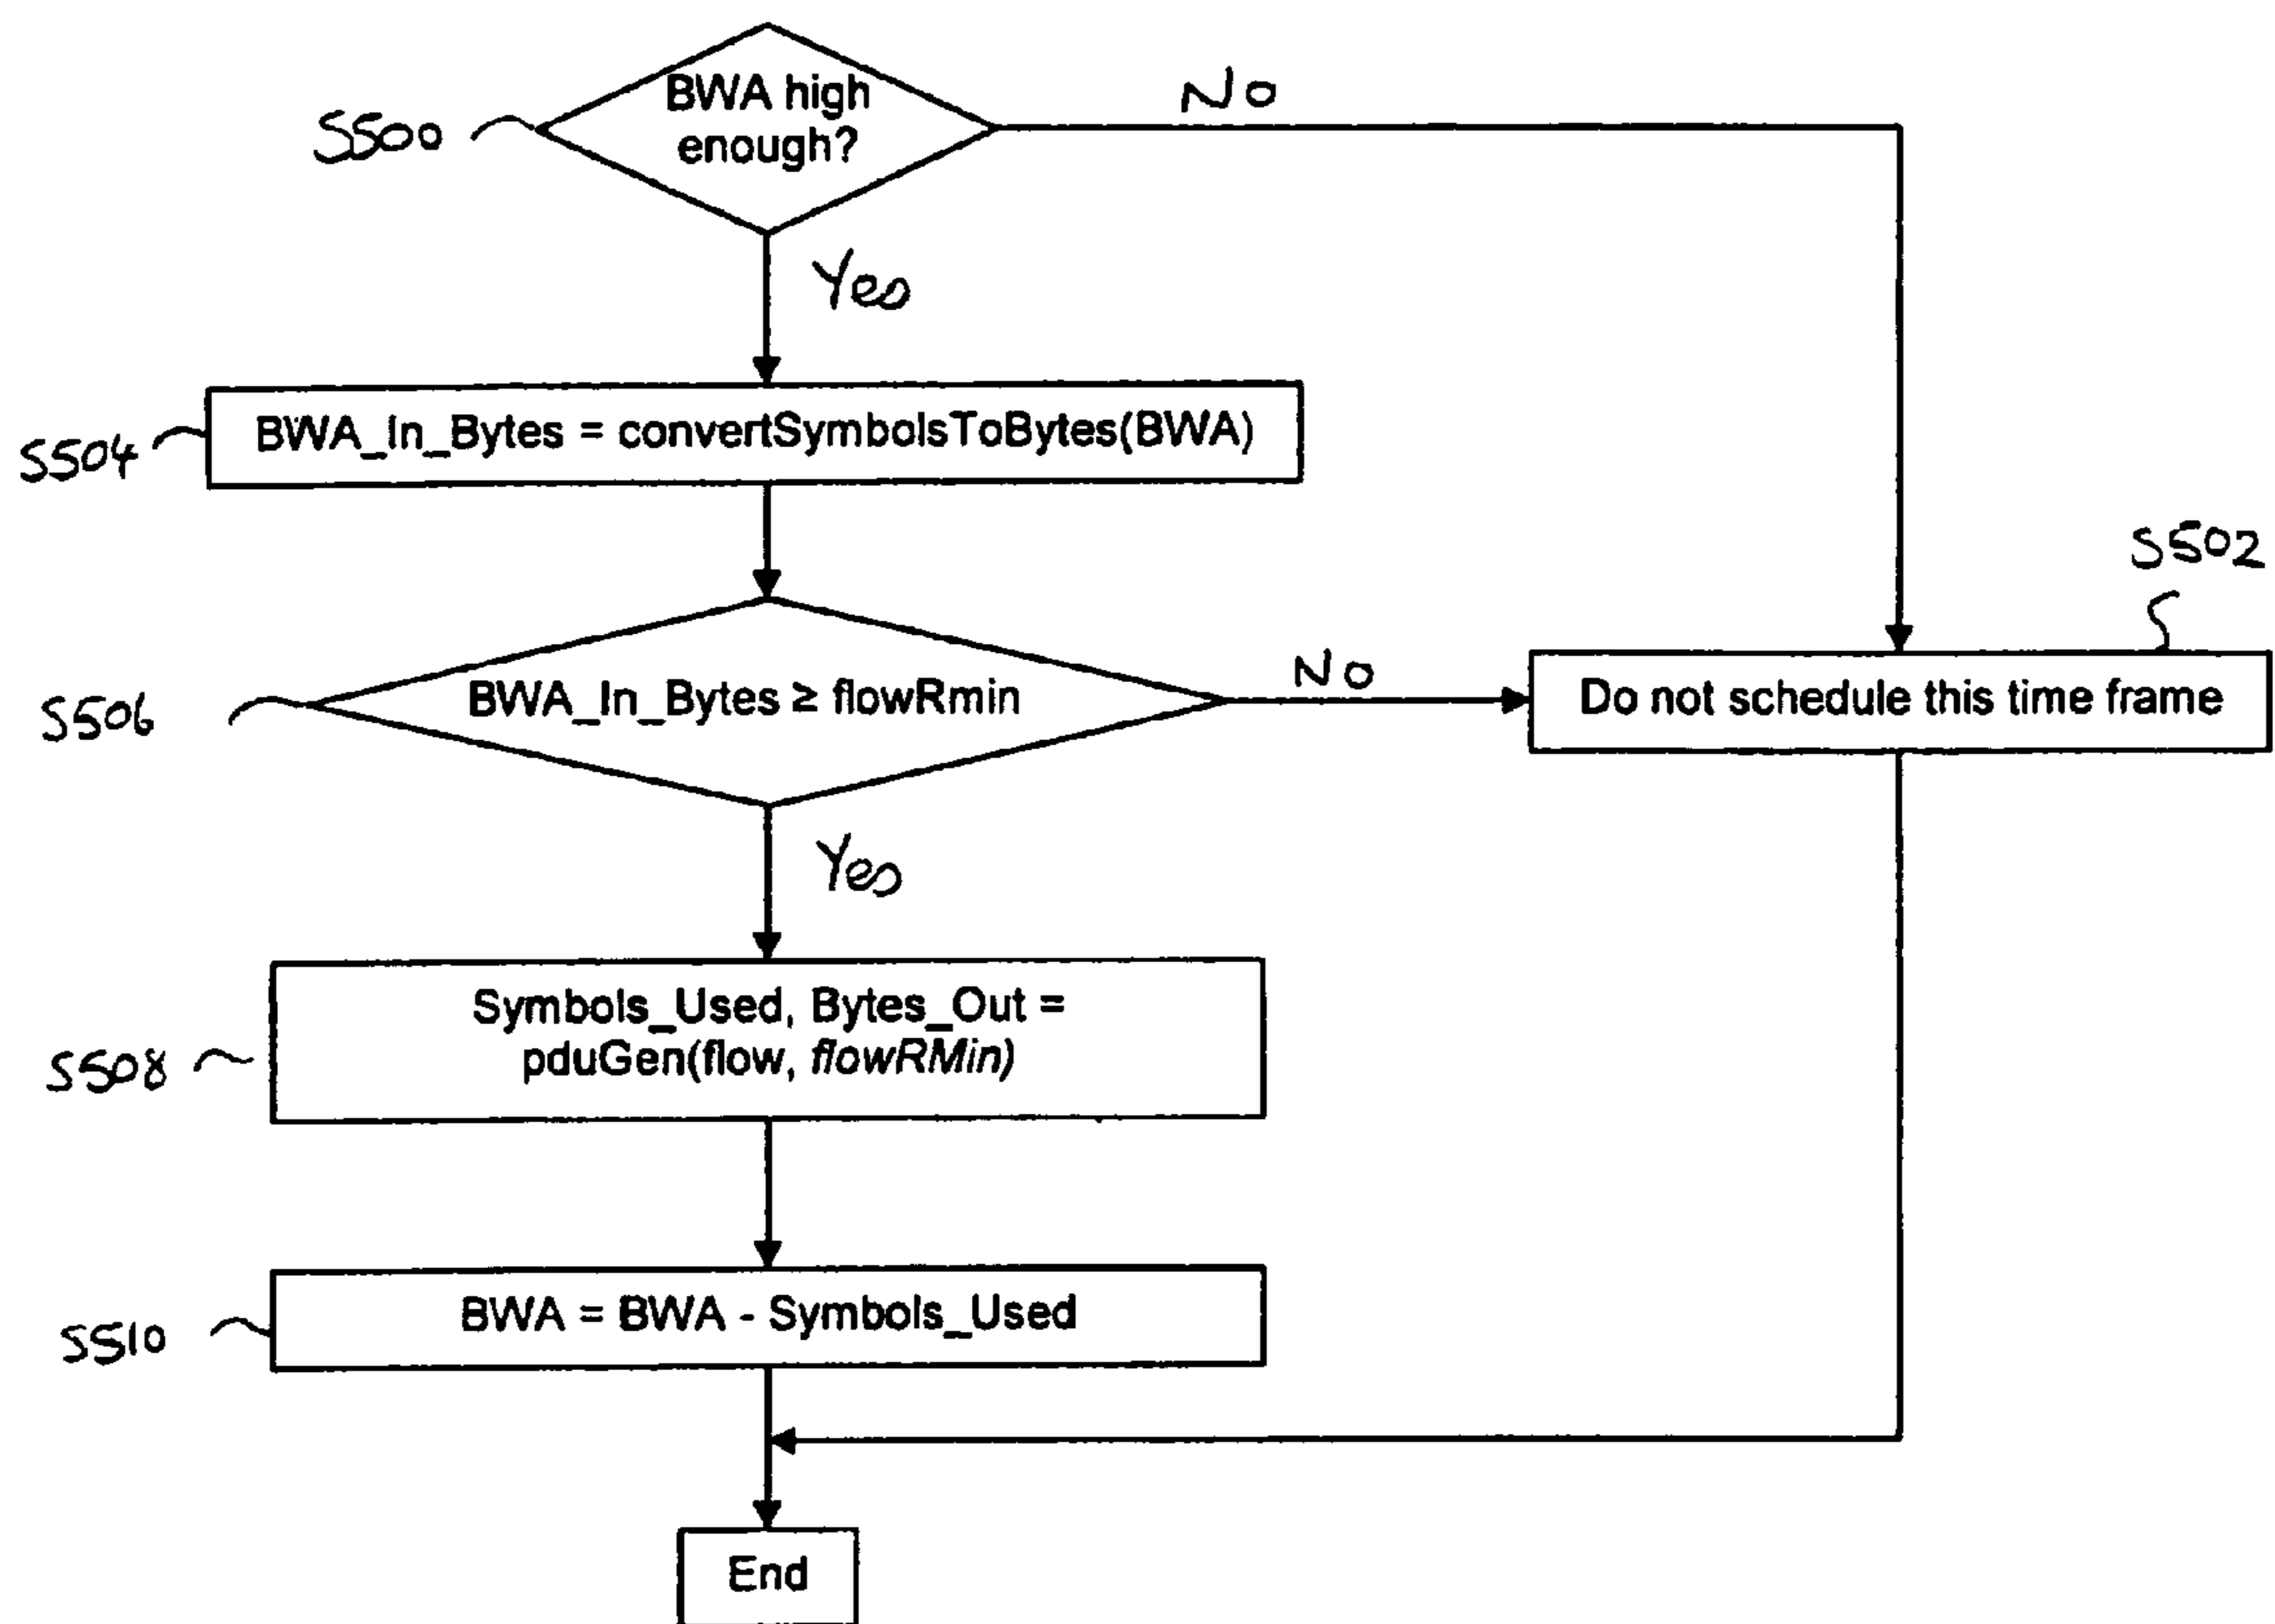 BWA high
enough?
No
S500
Yes
BWA_In_Bytes = convertSymbolsToBytes(BWA)
S504
S502
BWA_In_Bytes ≥ flowRmin
No
Do not schedule this time frame
S506
Yes
Symbols_Used, Bytes_Out =
pduGen(flow, flowRMin)
S508
BWA = BWA - Symbols_Used
S510
End